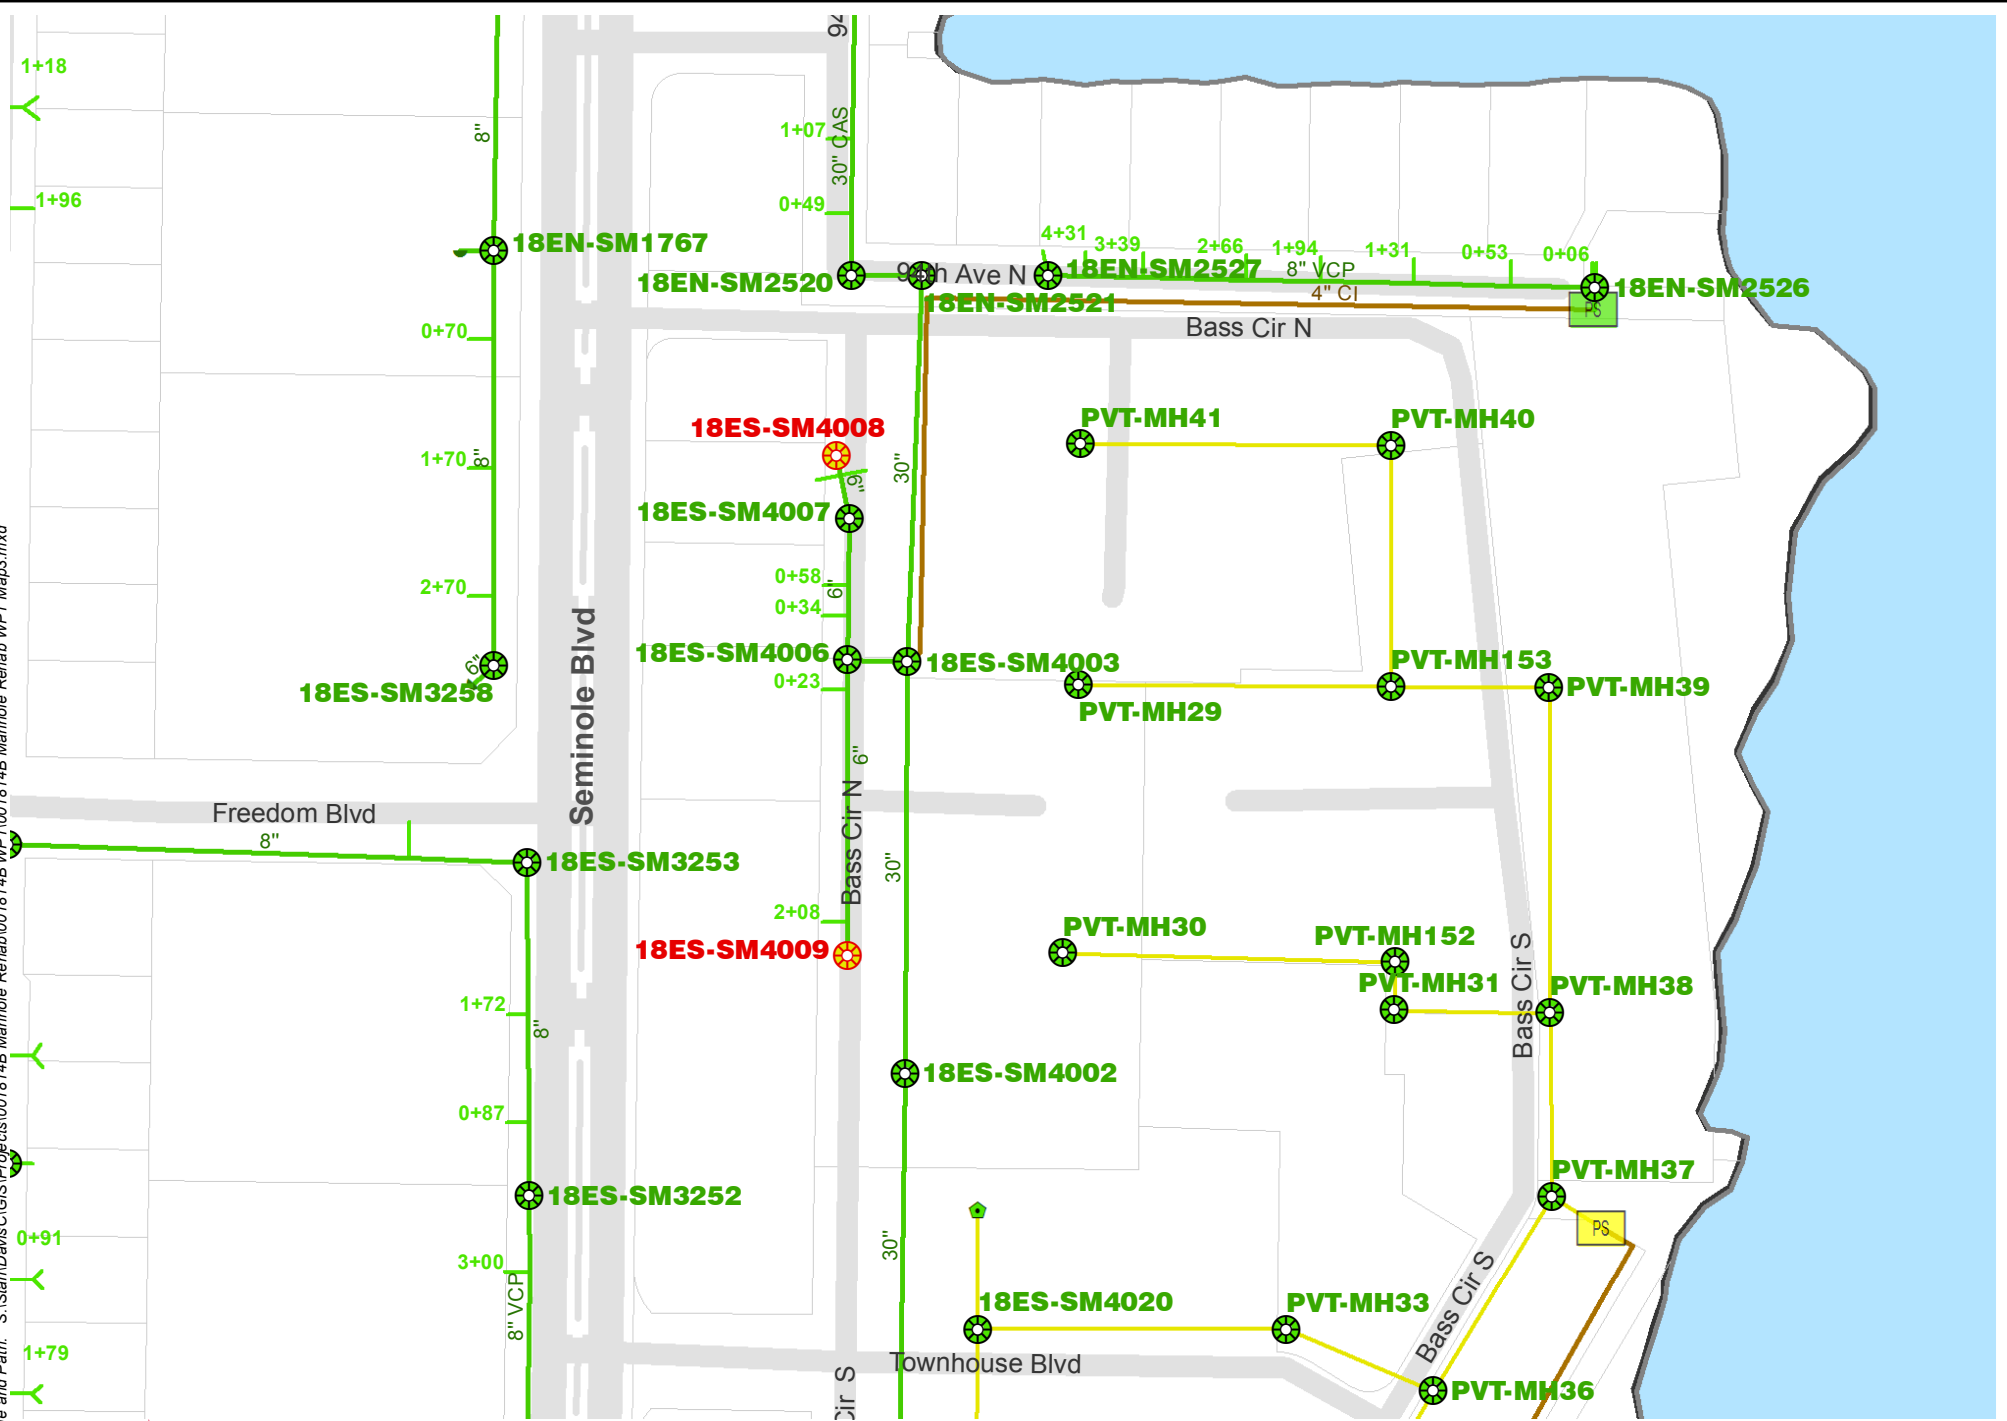 94
1+18
8"
1+07
30" CAS
1+96
0+49
4+31
3+39
2+66
1+94
1+31
0+53
0+06
18EN-SM1767
18EN-SM2520
94th Ave N
18EN-SM2527
8" VCP
18EN-SM2526
4" CI
PS
18EN-SM2521
Bass Cir N
0+70
18ES-SM4008
PVT-MH41
PVT-MH40
1+70
8"
30"
6"
18ES-SM4007
0+58
6"
0+34
2+70
Seminole Blvd
18ES-SM4006
18ES-SM4003
PVT-MH153
6"
18ES-SM3258
0+23
PVT-MH29
PVT-MH39
6"
Freedom Blvd
8"
Bass Cir N
30"
18ES-SM3253
2+08
PVT-MH30
PVT-MH152
18ES-SM4009
PVT-MH31
PVT-MH38
Bass Cir S
1+72
8"
18ES-SM4002
0+87
PVT-MH37
18ES-SM3252
PS
0+91
30"
3+00
8" VCP
18ES-SM4020
PVT-MH33
Bass Cir S
1+79
Townhouse Blvd
Cir S
PVT-MH36